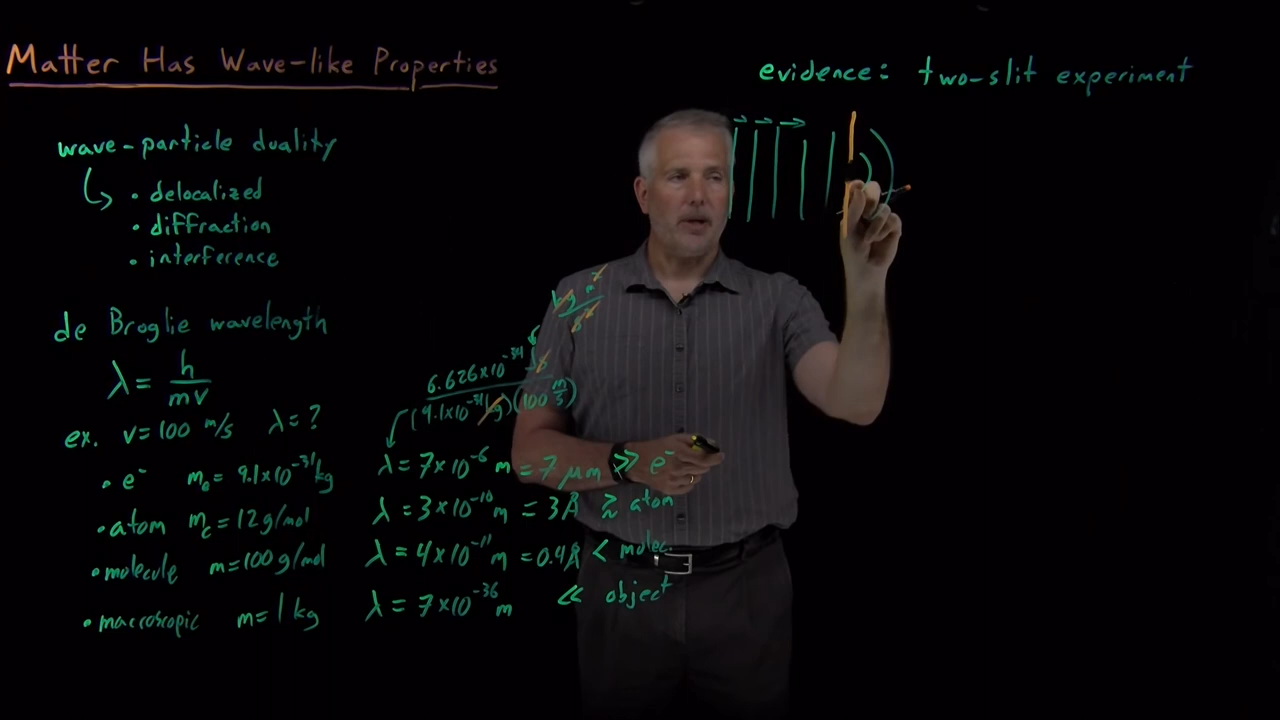 Matter Has Wave-like Properties
evidence: two-slit experiment
wave-particle duality
• delocalized
• diffraction
• interference
de Broglie wavelength
λ = h / mv
ex. v = 100 m/s λ = ?
6.626×10⁻³⁴
(9.1×10⁻³¹ kg)(100 m/s)
• e⁻ mₑ = 9.1×10⁻³¹ kg λ = 7×10⁻⁶ m = 7 μm ≫ e⁻
• atom m_C = 12 g/mol λ = 3×10⁻¹⁰ m = 3 Å ≳ atom
• molecule m = 100 g/mol λ = 4×10⁻¹¹ m = 0.4 Å < molec.
• macroscopic m = 1 kg λ = 7×10⁻³⁶ m ≪ object